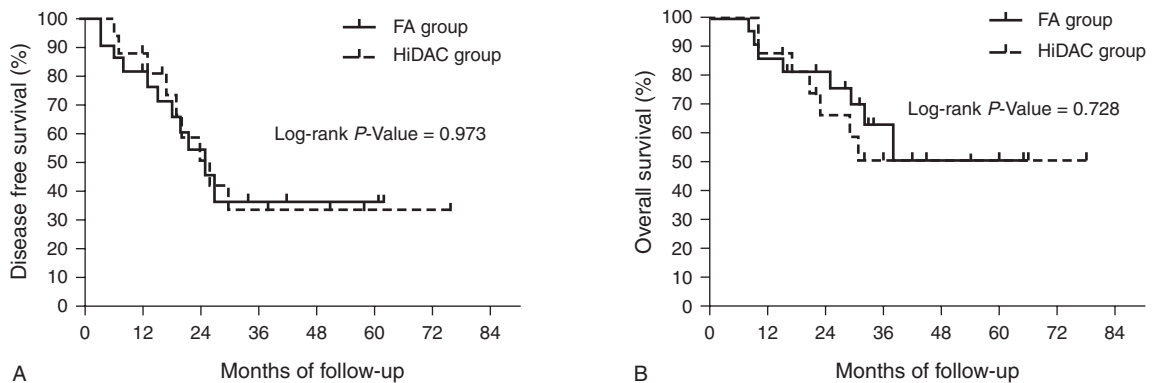 Disease free survival (%)
100
90
80
70
60
50
40
30
20
10
0
FA group
HiDAC group
Log-rank P-Value = 0.973
0 12 24 36 48 60 72 84
A Months of follow-up
Overall survival (%)
100
90
80
70
60
50
40
30
20
10
0
FA group
HiDAC group
Log-rank P-Value = 0.728
0 12 24 36 48 60 72 84
B Months of follow-up